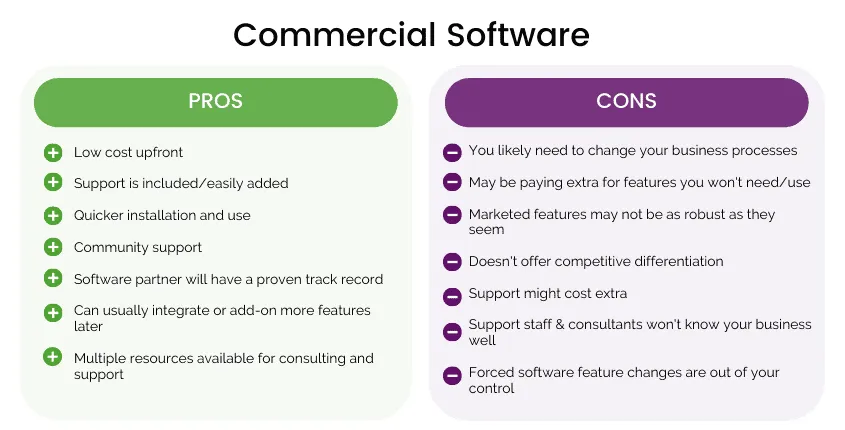 Commercial Software
PROS
Low cost upfront
Support is included/easily added
Quicker installation and use
Community support
Software partner will have a proven track record
Can usually integrate or add-on more features
later
Multiple resources available for consulting and
support
CONS
You likely need to change your business processes
May be paying extra for features you won't need/use
Marketed features may not be as robust as they
seem
Doesn't offer competitive differentiation
Support might cost extra
Support staff & consultants won't know your business
well
Forced software feature changes are out of your
control